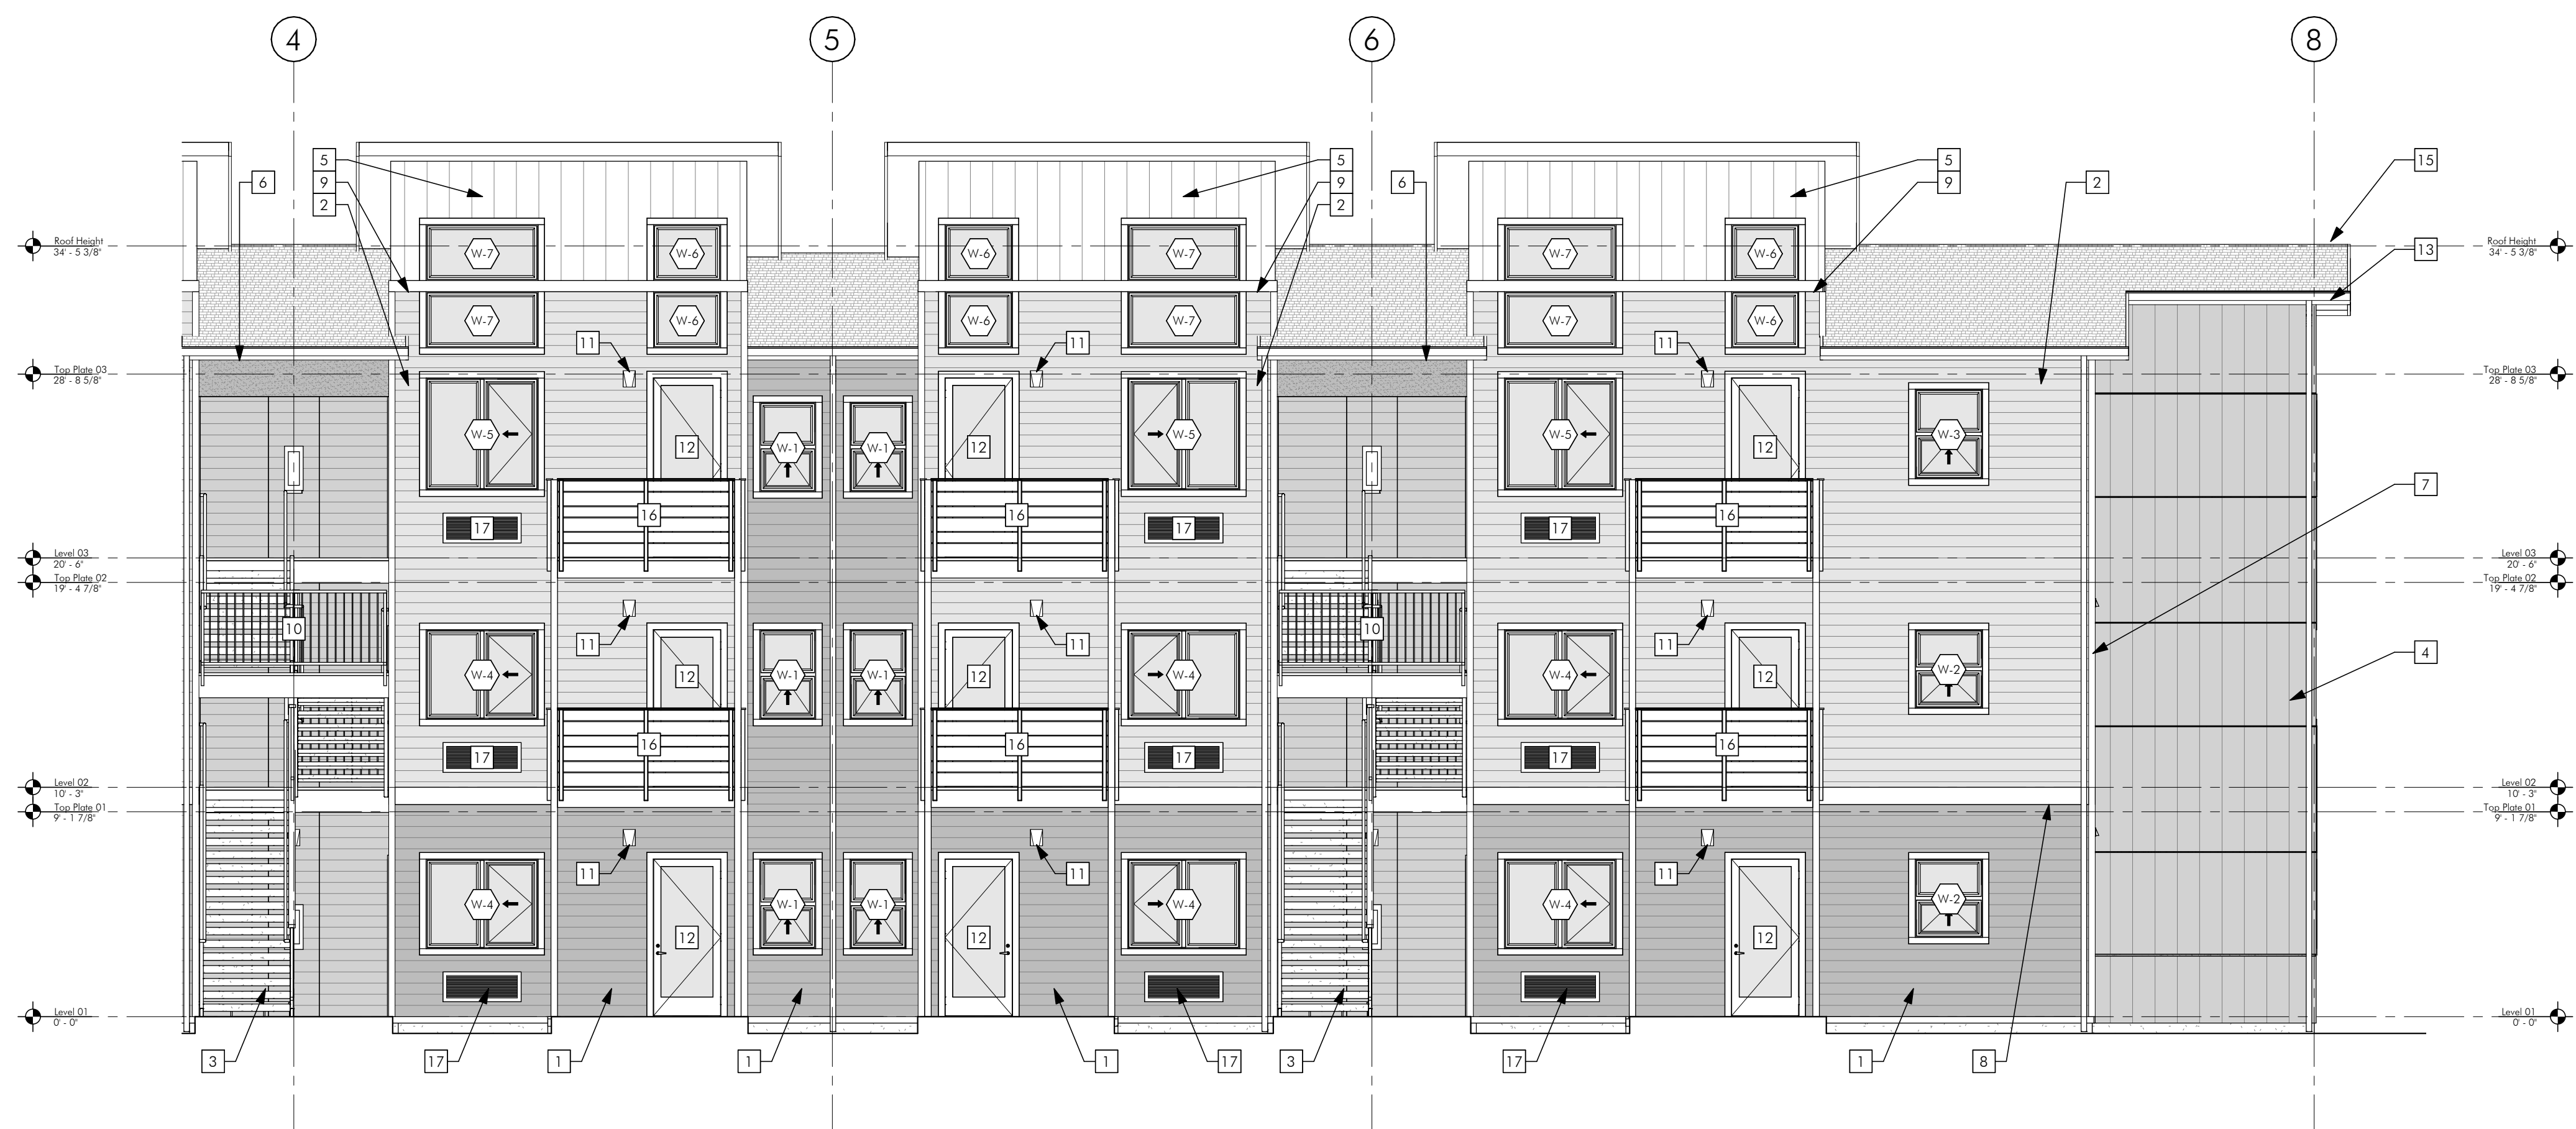 4 5 6 8
5 5 5 15
6 9 9 6 9 2
2 2
Roof Height Roof Height
34' - 5 3/8" W-7 W-6 W-6 W-7 W-7 W-6 34' - 5 3/8"
13
W-7 W-6 W-6 W-7 W-7 W-6
11 11 11
Top Plate 03 Top Plate 03
28' - 8 5/8" 28' - 8 5/8"
W-5 W-5 W-5 W-3
12 W-1 W-1 12 12
7
16 16 16
17 17 17
Level 03 Level 03
20' - 6" 20' - 6"
Top Plate 02 Top Plate 02
19' - 4 7/8" 19' - 4 7/8"
10 10
11 11 11
4
W-4 12 W-1 W-1 12 W-4 W-4 12 W-2
16 16 16
17 17 17
Level 02 Level 02
10' - 3" 10' - 3"
Top Plate 01 Top Plate 01
9' - 1 7/8" 9' - 1 7/8"
11 11 11
W-4 W-1 W-1 W-4 W-4 W-2
12 12 12
Level 01 Level 01
0' - 0" 0' - 0"
3 17 1 1 1 17 3 17 1 8